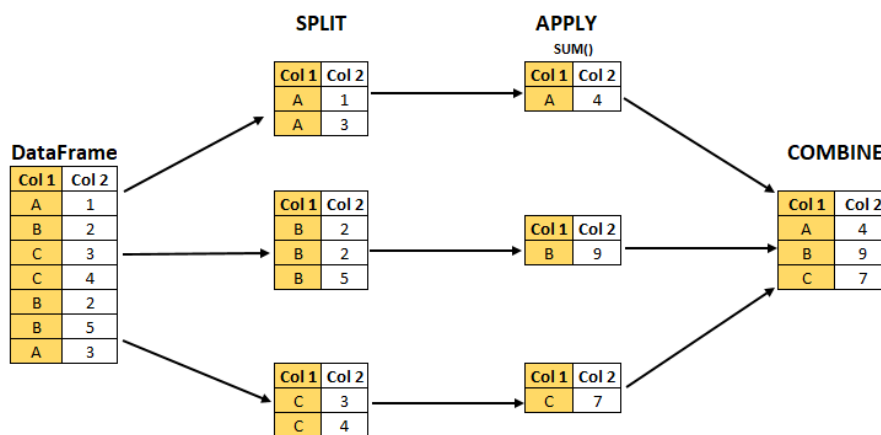 SPLIT
APPLY
SUM()
Col 1 Col 2
A 1
A 3
Col 1 Col 2
A 4
DataFrame
Col 1 Col 2
A 1
B 2
C 3
C 4
B 2
B 5
A 3
Col 1 Col 2
B 2
B 2
B 5
Col 1 Col 2
B 9
COMBINE
Col 1 Col 2
A 4
B 9
C 7
Col 1 Col 2
C 3
C 4
Col 1 Col 2
C 7